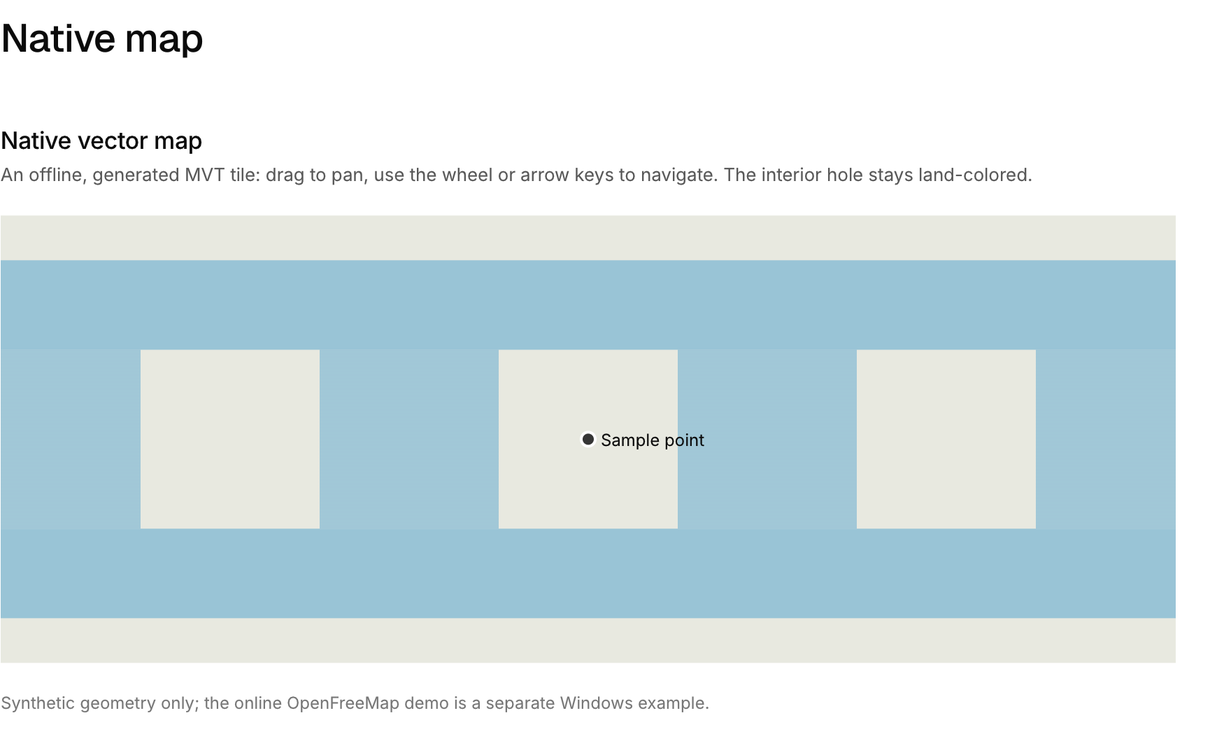 Native map
Native vector map
An offline, generated MVT tile: drag to pan, use the wheel or arrow keys to navigate. The interior hole stays land-colored.
Sample point
Synthetic geometry only; the online OpenFreeMap demo is a separate Windows example.